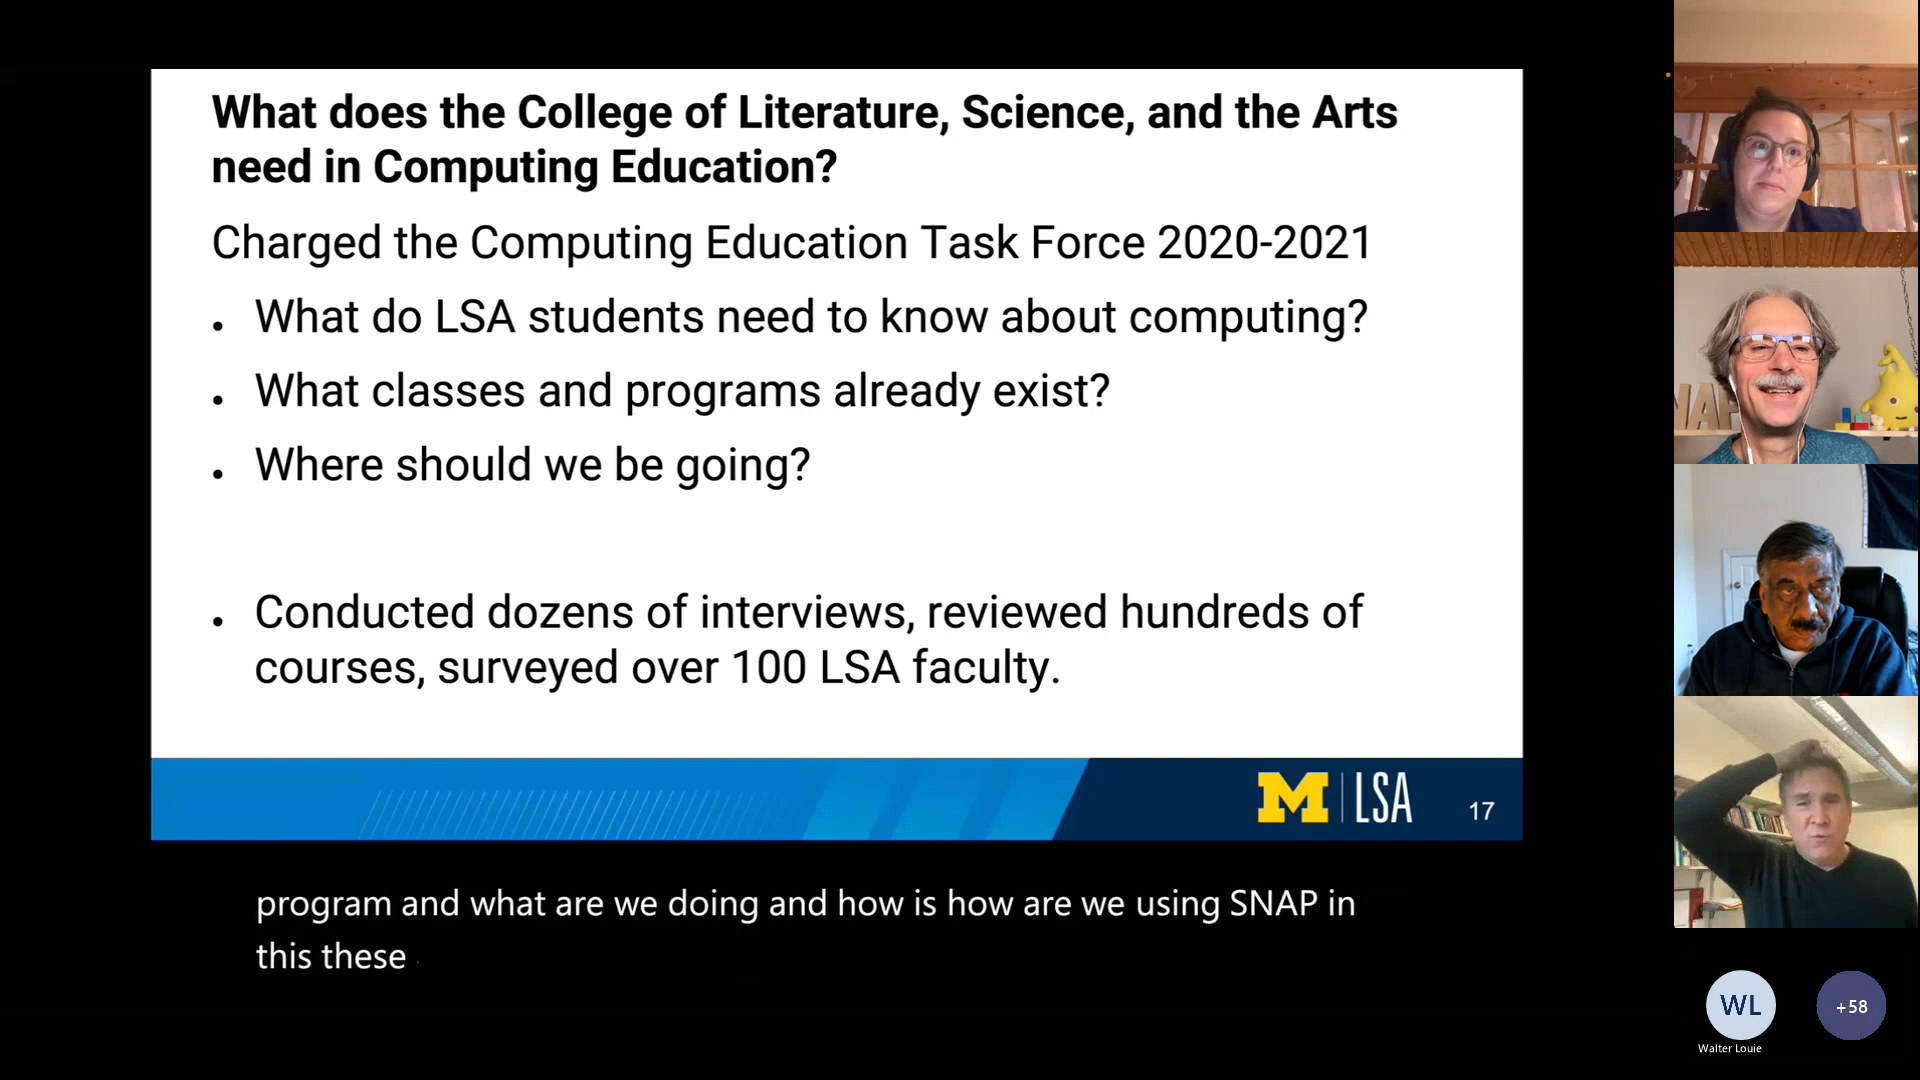 What does the College of Literature, Science, and the Arts
need in Computing Education?
Charged the Computing Education Task Force 2020-2021
• What do LSA students need to know about computing?
• What classes and programs already exist?
• Where should we be going?
• Conducted dozens of interviews, reviewed hundreds of
courses, surveyed over 100 LSA faculty.
M | LSA
17
program and what are we doing and how is how are we using SNAP in
this these
WL
+58
Walter Louie